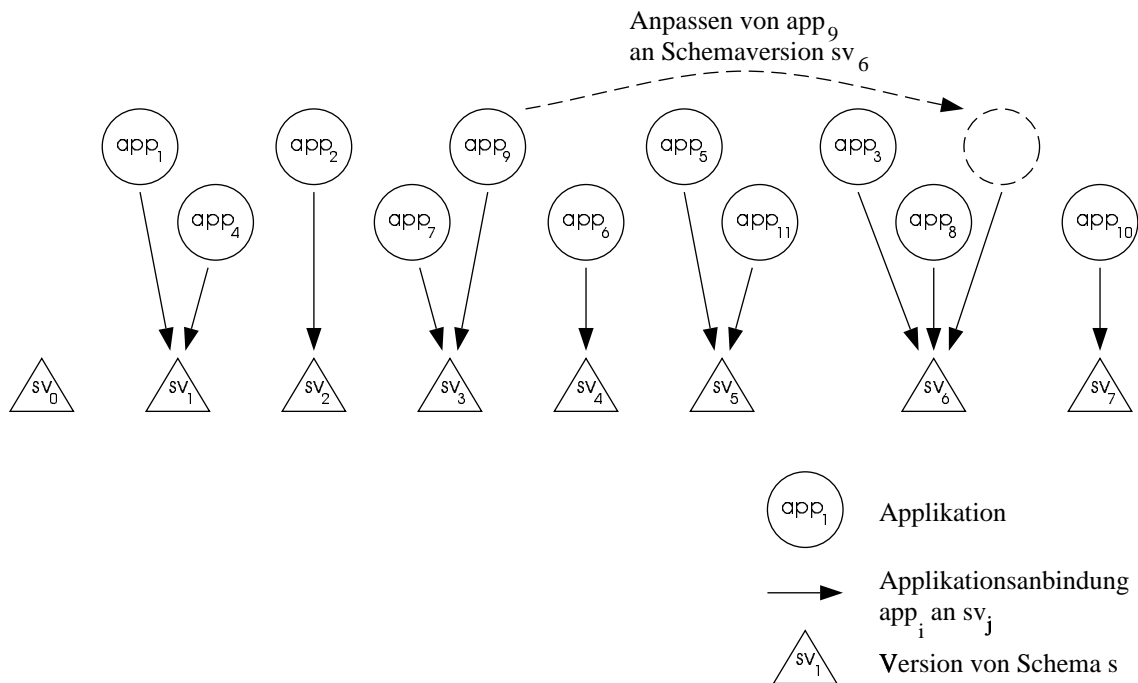 Anpassen von app9
an Schemaversion sv6
app1
app2
app9
app5
app3
app4
app7
app6
app11
app8
app10
sv0
sv1
sv2
sv3
sv4
sv5
sv6
sv7
app1
Applikation
Applikationsanbindung
appi an svj
sv1
Version von Schema s